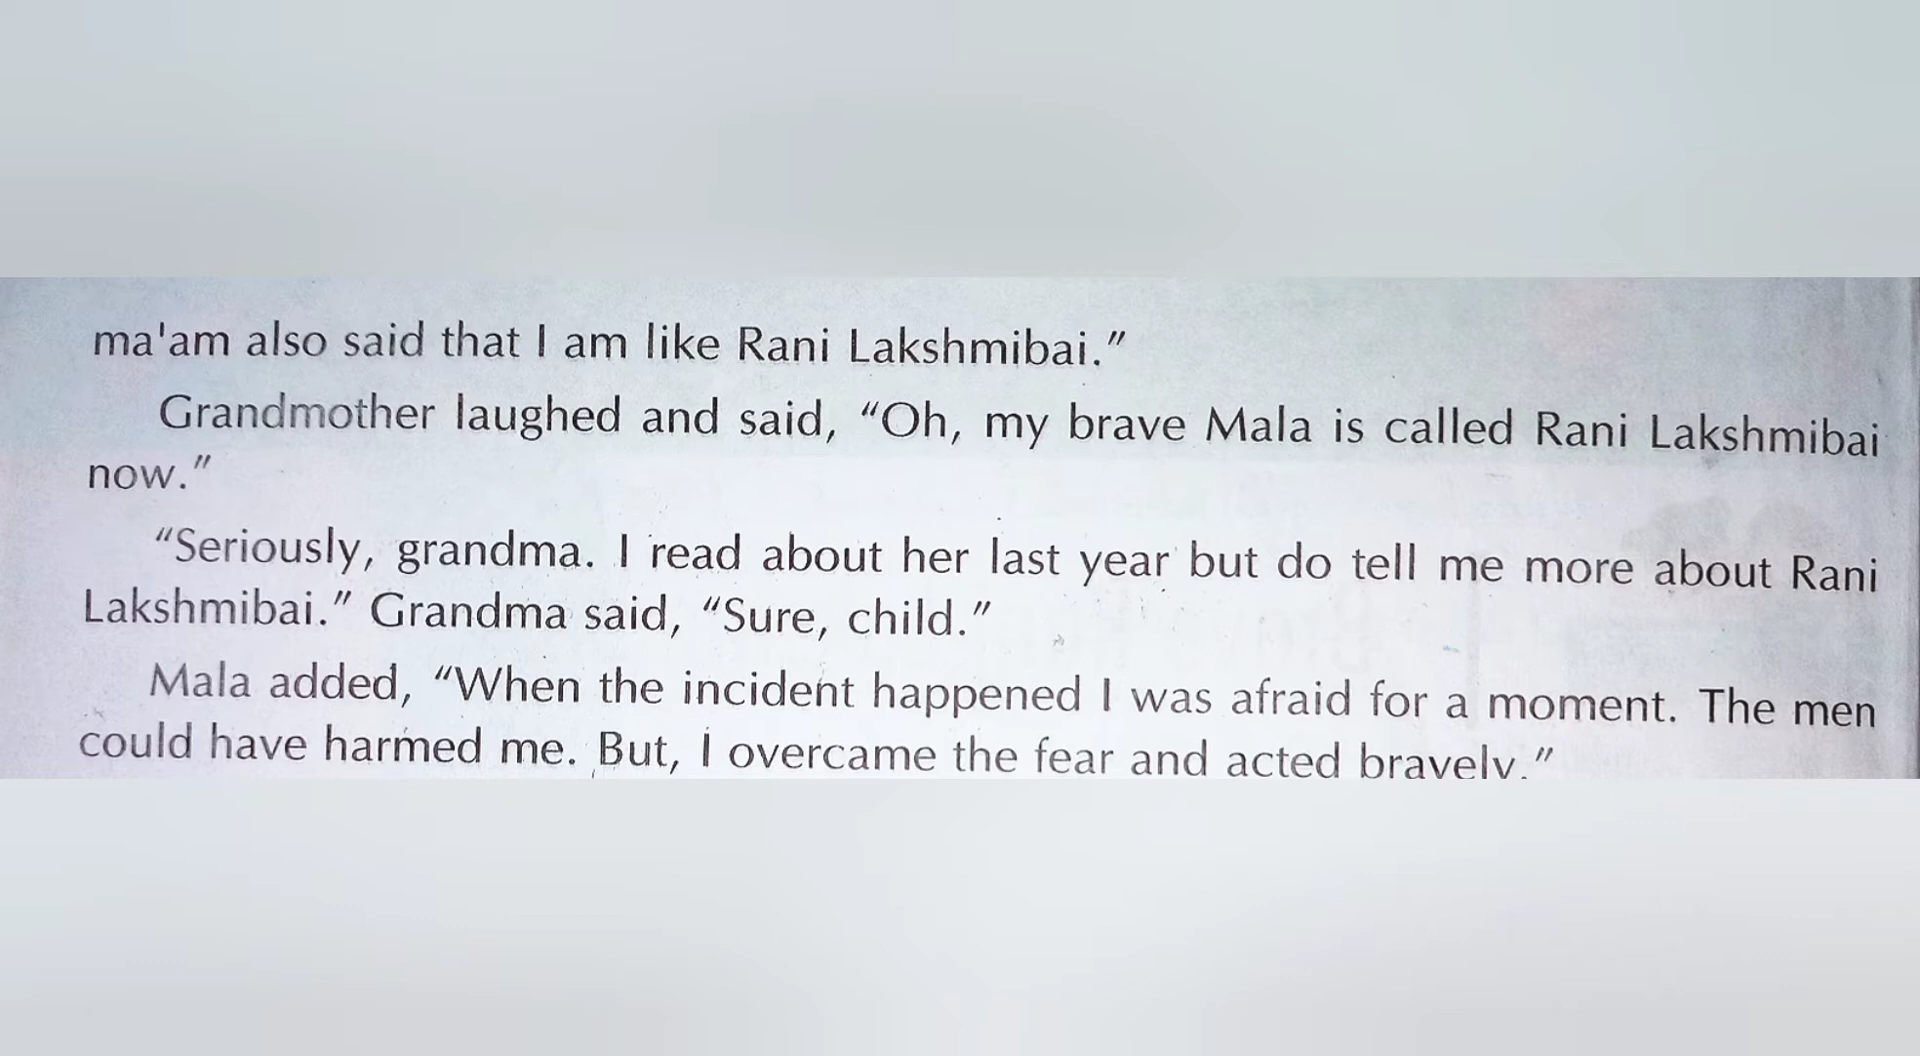 ma'am also said that I am like Rani Lakshmibai.”
Grandmother laughed and said, “Oh, my brave Mala is called Rani Lakshmibai
now.”
“Seriously, grandma. I read about her last year but do tell me more about Rani
Lakshmibai.” Grandma said, “Sure, child.”
Mala added, “When the incident happened I was afraid for a moment. The men
could have harmed me. But, I overcame the fear and acted bravely.”